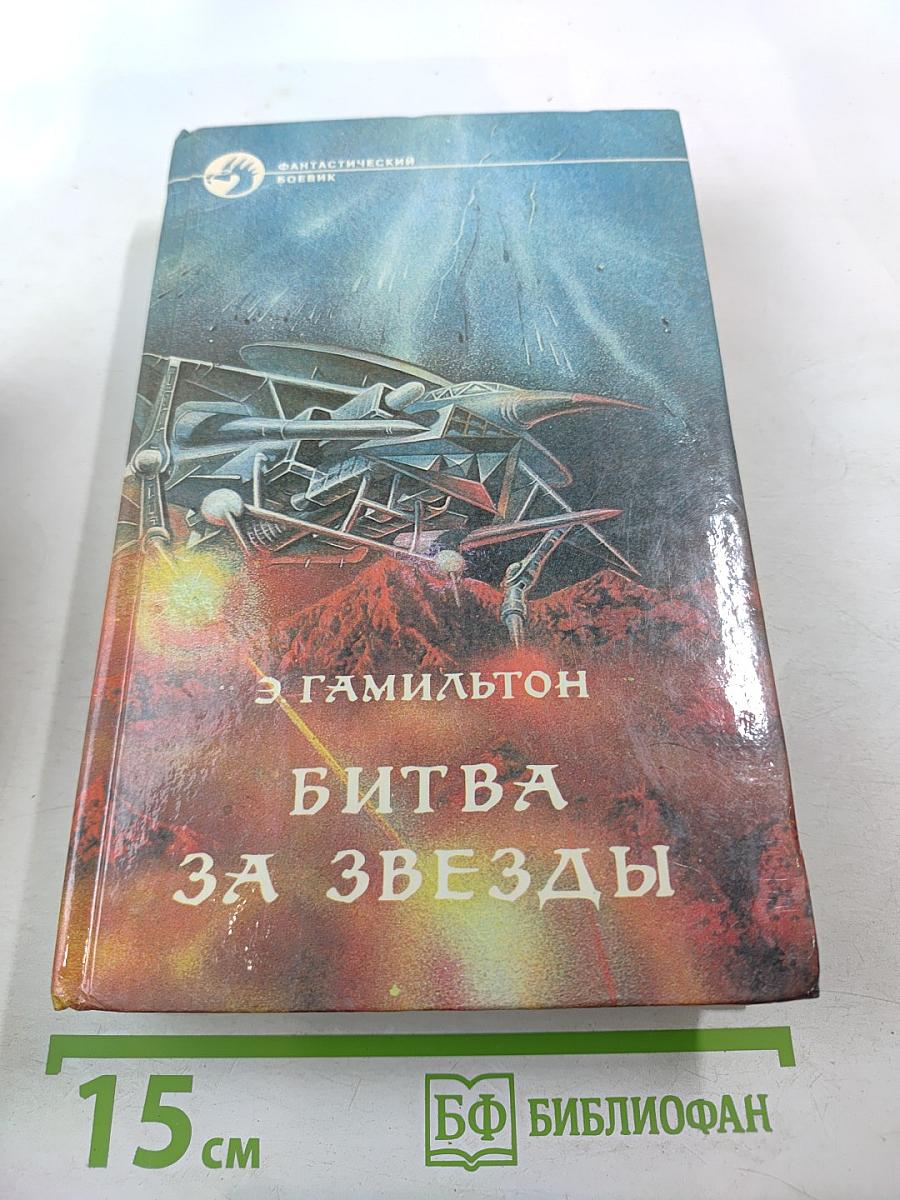 ФАНТАСТИЧЕСКИЙ
БОЕВИК
Э. ГАМИЛЬТОН
БИТВА
ЗА ЗВЕЗДЫ
15 см
БФ БИБЛИОФАН